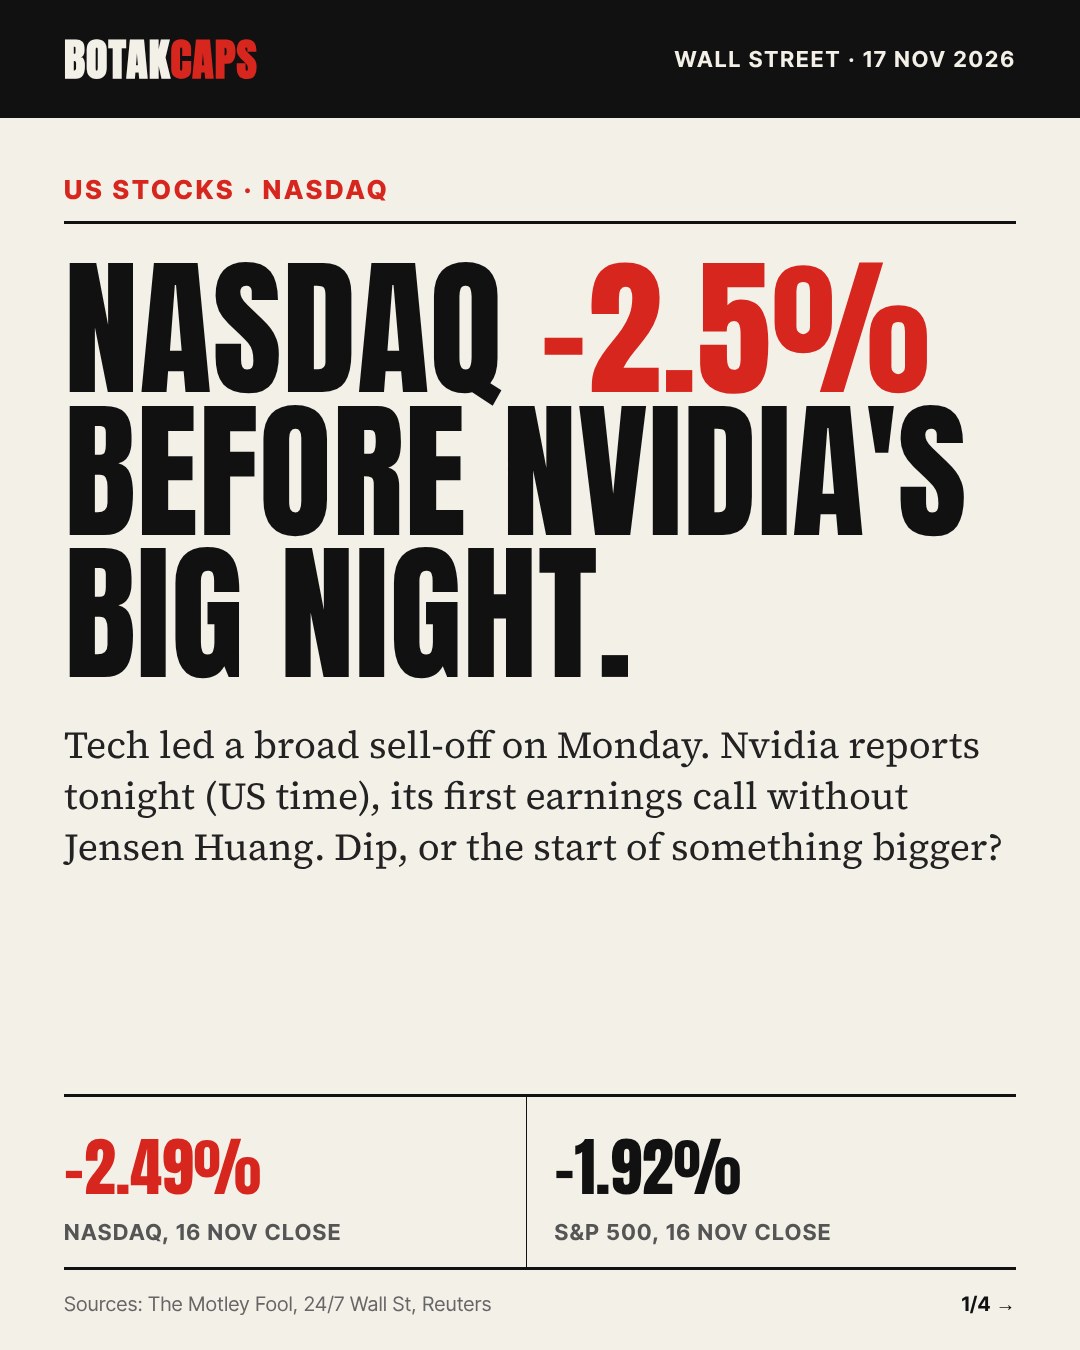 BOTAKCAPS
WALL STREET · 17 NOV 2026
US STOCKS · NASDAQ
NASDAQ -2.5%
BEFORE NVIDIA'S
BIG NIGHT.
Tech led a broad sell-off on Monday. Nvidia reports
tonight (US time), its first earnings call without
Jensen Huang. Dip, or the start of something bigger?
-2.49%
NASDAQ, 16 NOV CLOSE
-1.92%
S&P 500, 16 NOV CLOSE
Sources: The Motley Fool, 24/7 Wall St, Reuters
1/4 →